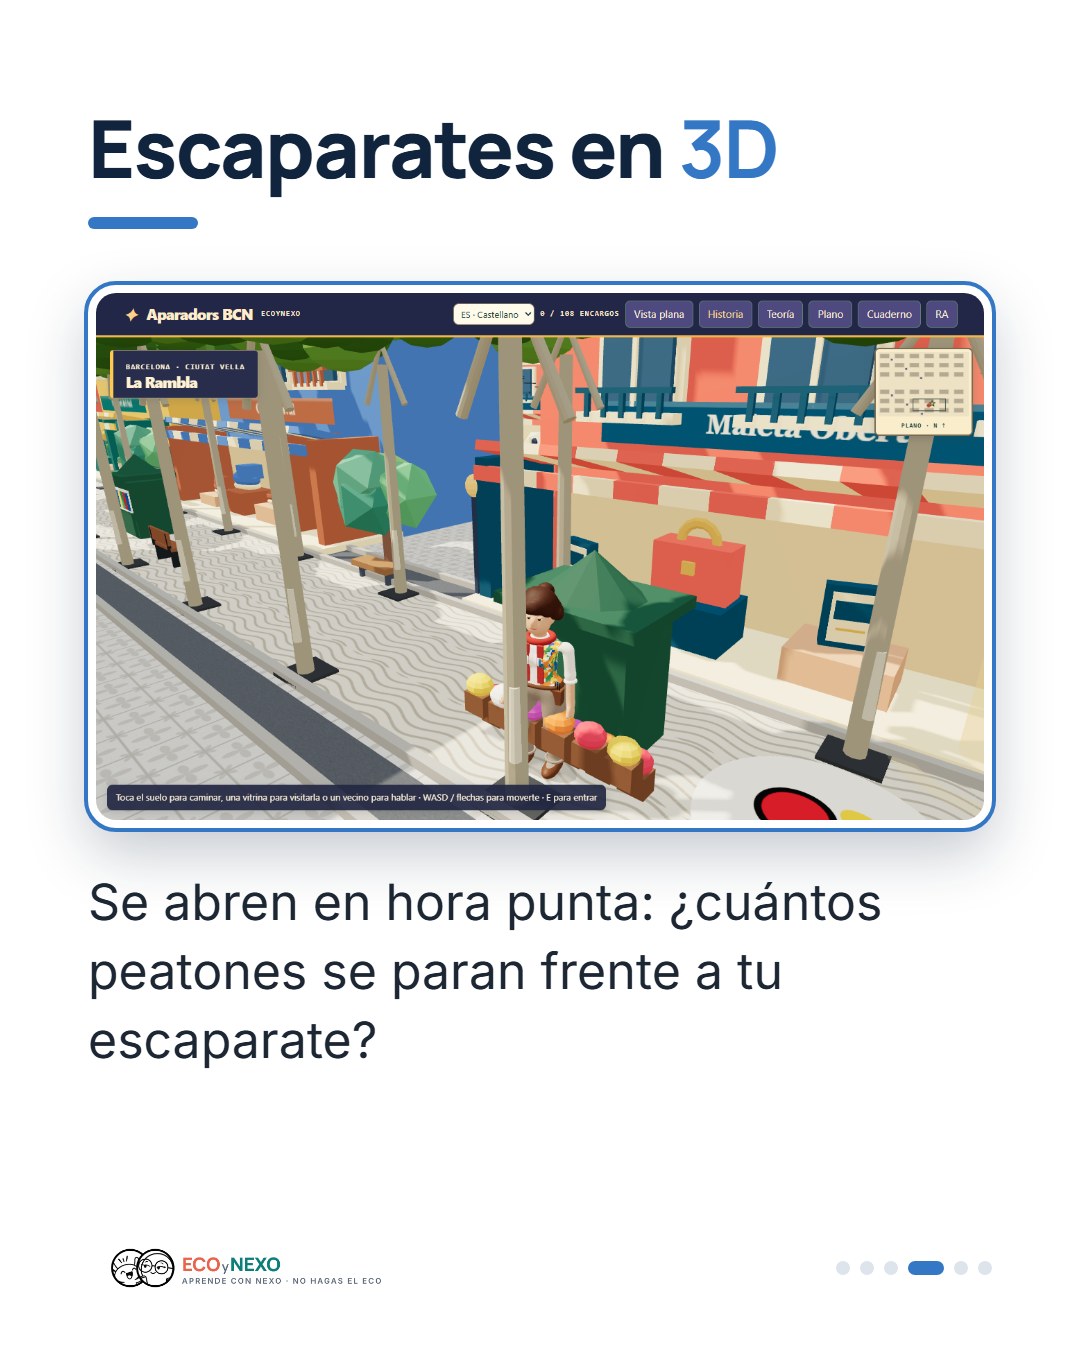 Escaparates en 3D
Aparadors BCN ECOYNEXO
ES - Castellano
0 / 108 ENCARGOS
Vista plana
Historia
Teoría
Plano
Cuaderno
RA
BARCELONA · CIUTAT VELLA
La Rambla
Maleta
PLANO · N ↑
Toca el suelo para caminar, una vitrina para visitarla o un vecino para hablar · WASD / flechas para moverte · E para entrar
Se abren en hora punta: ¿cuántos
peatones se paran frente a tu
escaparate?
ECOyNEXO
APRENDE CON NEXO · NO HAGAS EL ECO